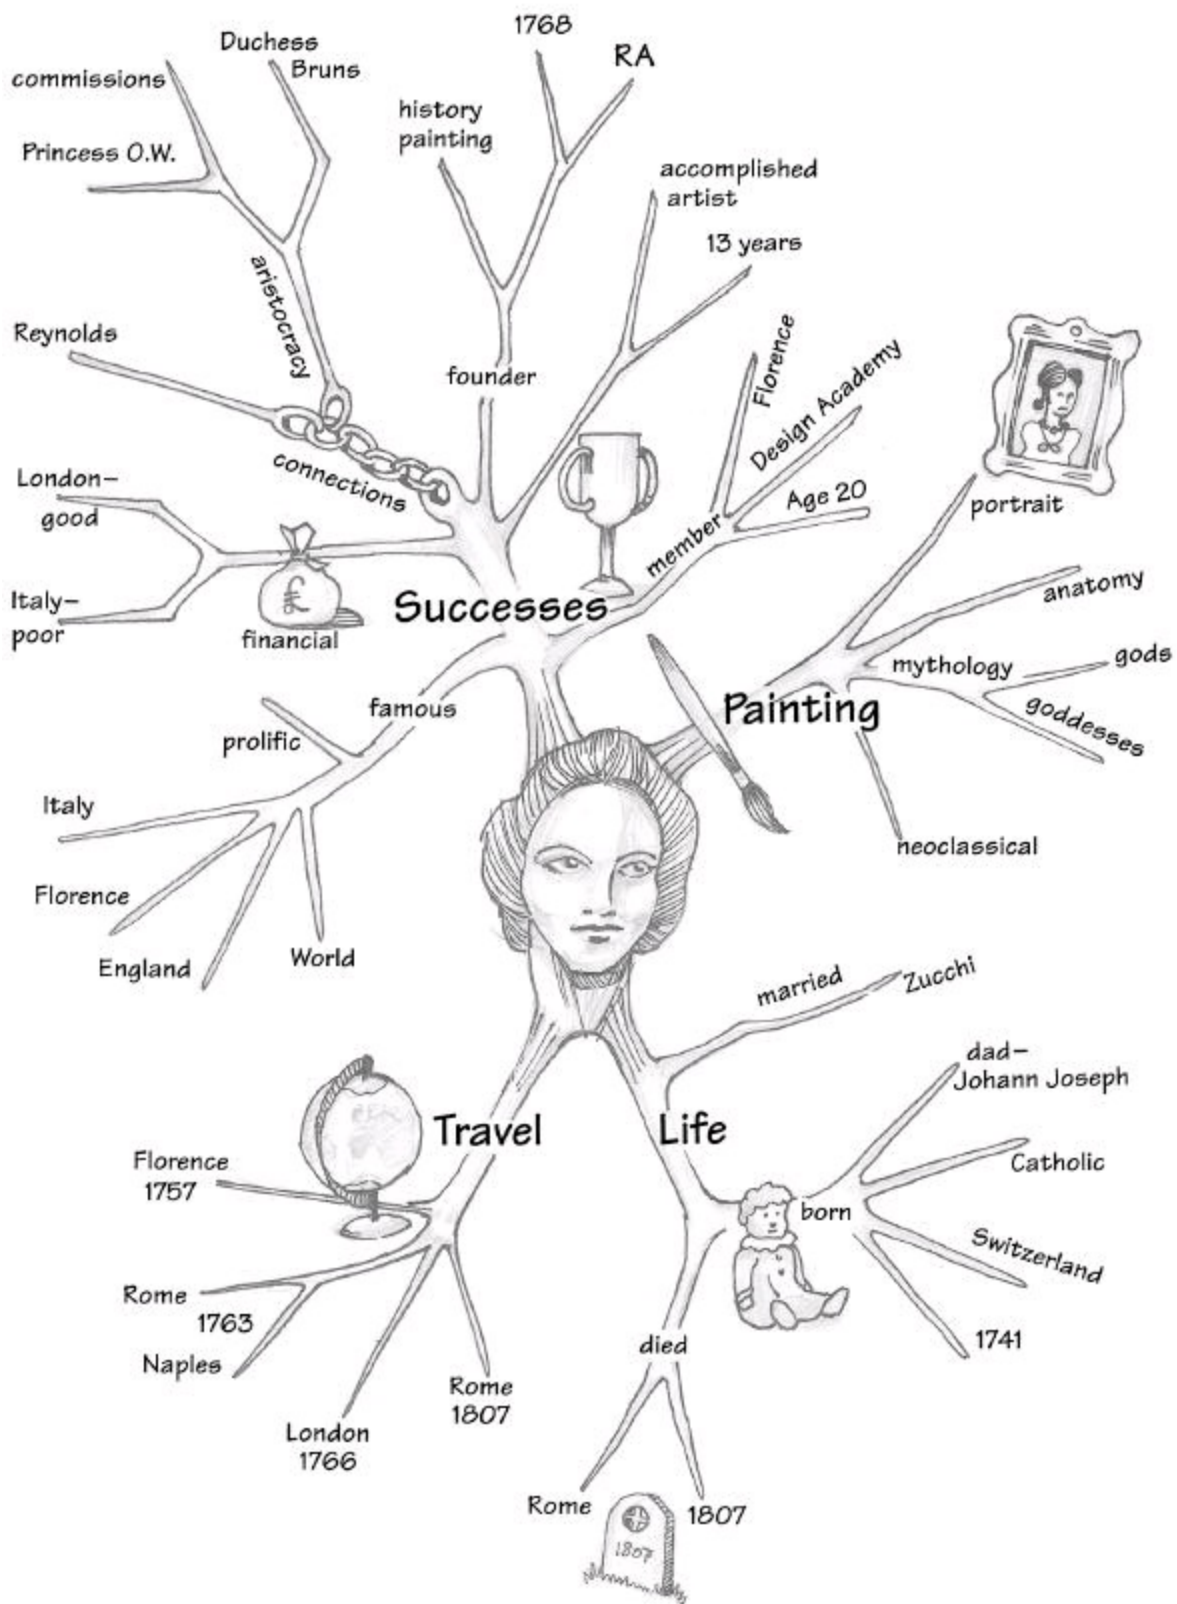 1768
RA
Duchess
Bruns
commissions
Princess O.W.
history
painting
accomplished
artist
13 years
aristocracy
Reynolds
founder
Florence
Design Academy
Age 20
member
connections
London–
good
Italy–
poor
£
financial
Successes
famous
prolific
Italy
Florence
England
World
portrait
anatomy
mythology
gods
goddesses
Painting
neoclassical
married
Zucchi
dad–
Johann Joseph
Catholic
Life
born
Switzerland
1741
died
Rome
1807
1807
Travel
Florence
1757
Rome
1763
Naples
London
1766
Rome
1807